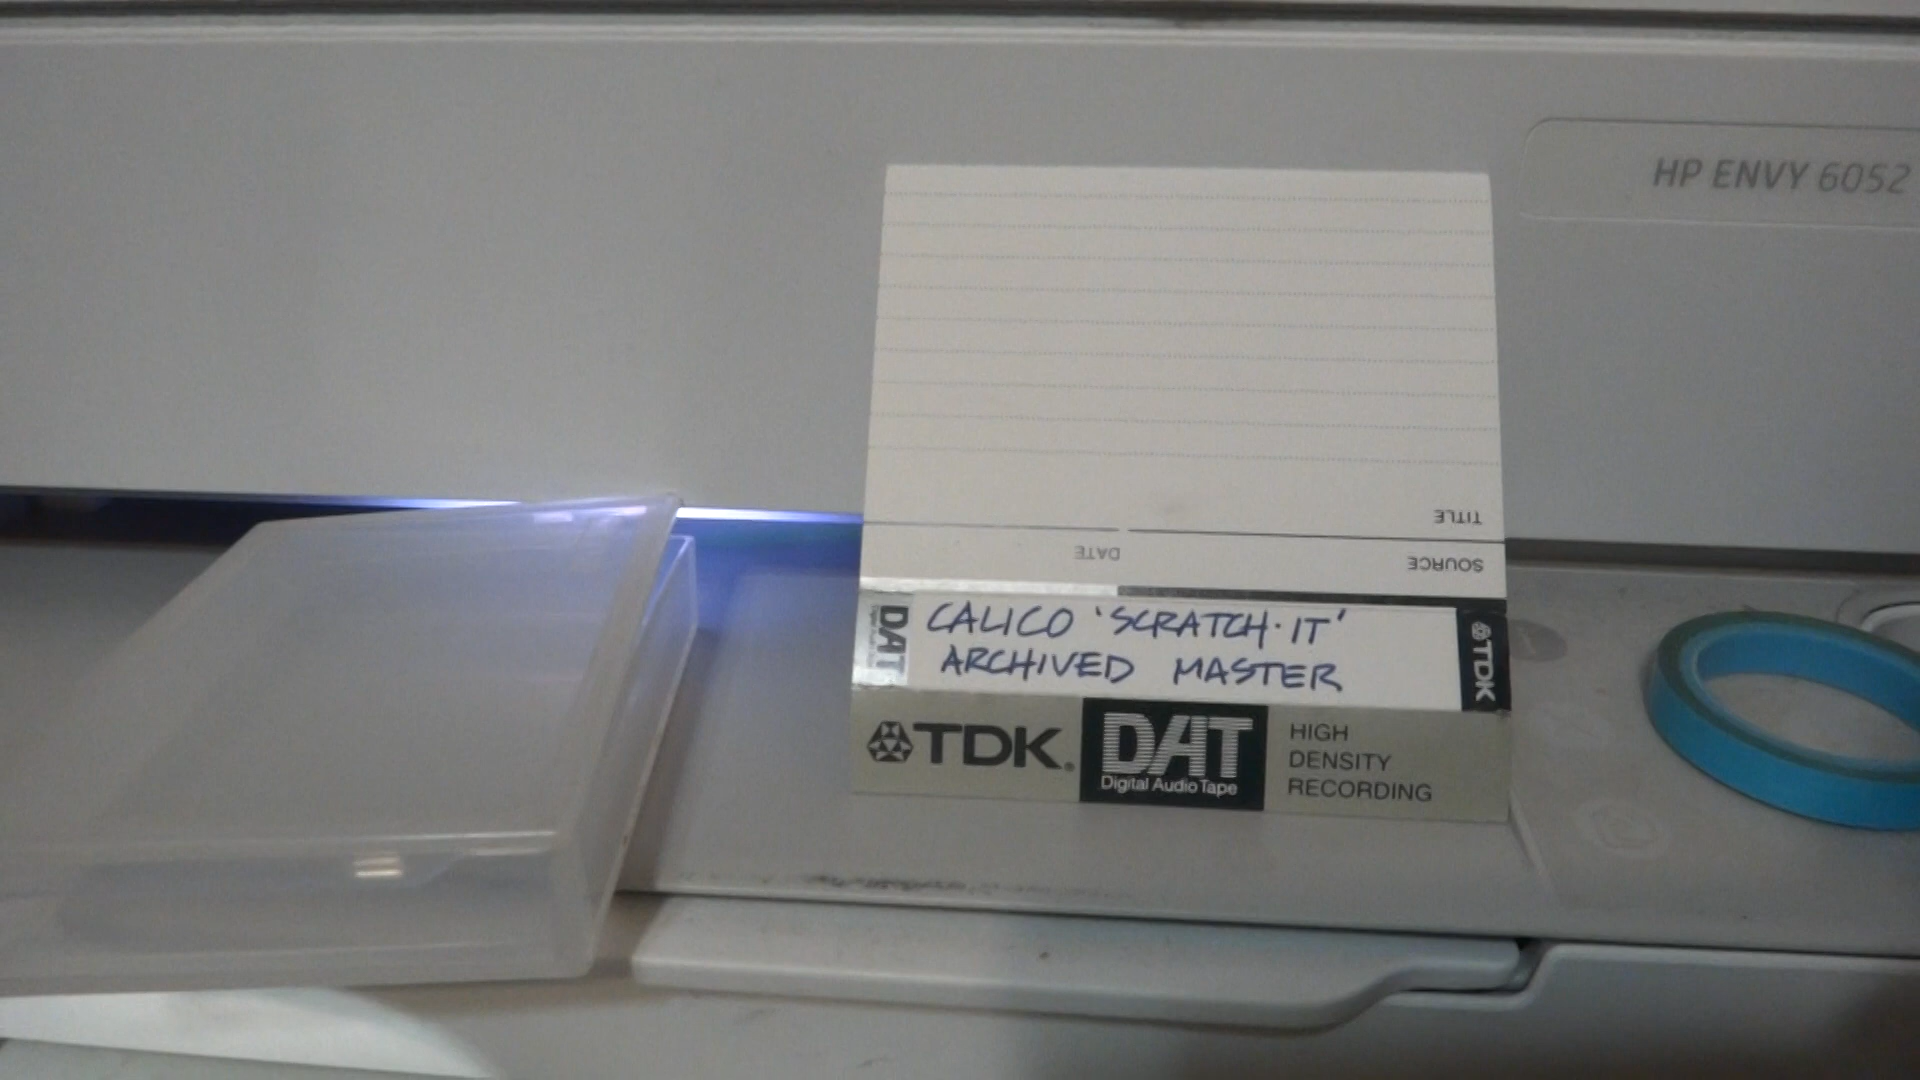 HP ENVY 6052
TITLE
SOURCE
DATE
DAT
CALICO 'SCRATCH·IT'
ARCHIVED MASTER
TDK
TDK®
DAT
Digital Audio Tape
HIGH
DENSITY
RECORDING